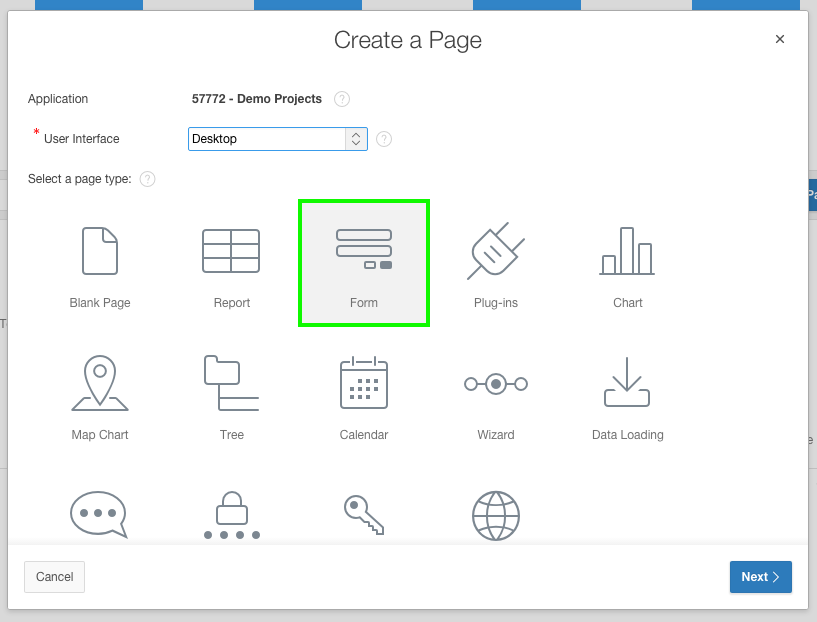 Create a Page
×
Application 57772 - Demo Projects ?
* User Interface Desktop ?
Select a page type: ?
Blank Page Report Form Plug-ins Chart
Map Chart Tree Calendar Wizard Data Loading
Cancel Next